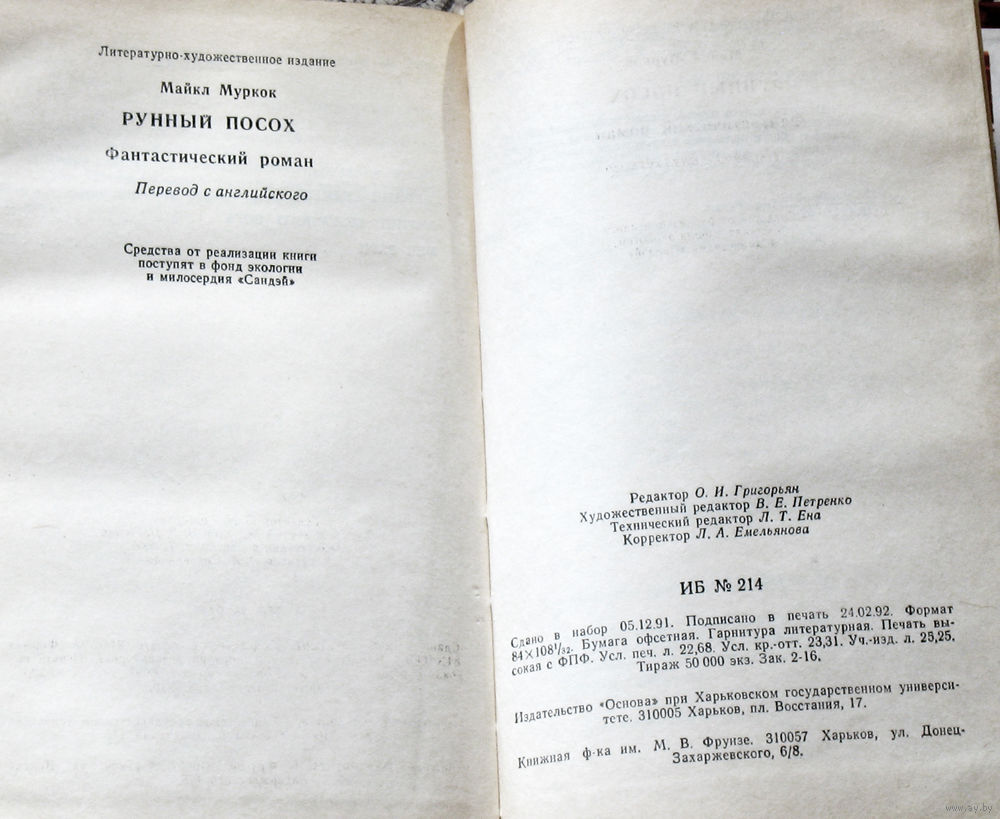 Литературно-художественное издание
Майкл Муркок
РУННЫЙ ПОСОХ
Фантастический роман
Перевод с английского
Средства от реализации книги
поступят в фонд экологии
и милосердия «Сандэй»
Редактор О. И. Григорьян
Художественный редактор В. Е. Петренко
Технический редактор Л. Т. Ена
Корректор Л. А. Емельянова
ИБ № 214
Сдано в набор 05.12.91. Подписано в печать 24.02.92. Формат
84×108¹/₃₂. Бумага офсетная. Гарнитура литературная. Печать вы-
сокая с ФПФ. Усл. печ. л. 22,68. Усл. кр.-отт. 23,31. Уч.-изд. л. 25,25.
Тираж 50 000 экз. Зак. 2-16.
Издательство «Основа» при Харьковском государственном универси-
тете. 310005 Харьков, пл. Восстания, 17.
Книжная ф-ка им. М. В. Фрунзе. 310057 Харьков, ул. Донец-
Захаржевского, 6/8.
www.ay.by